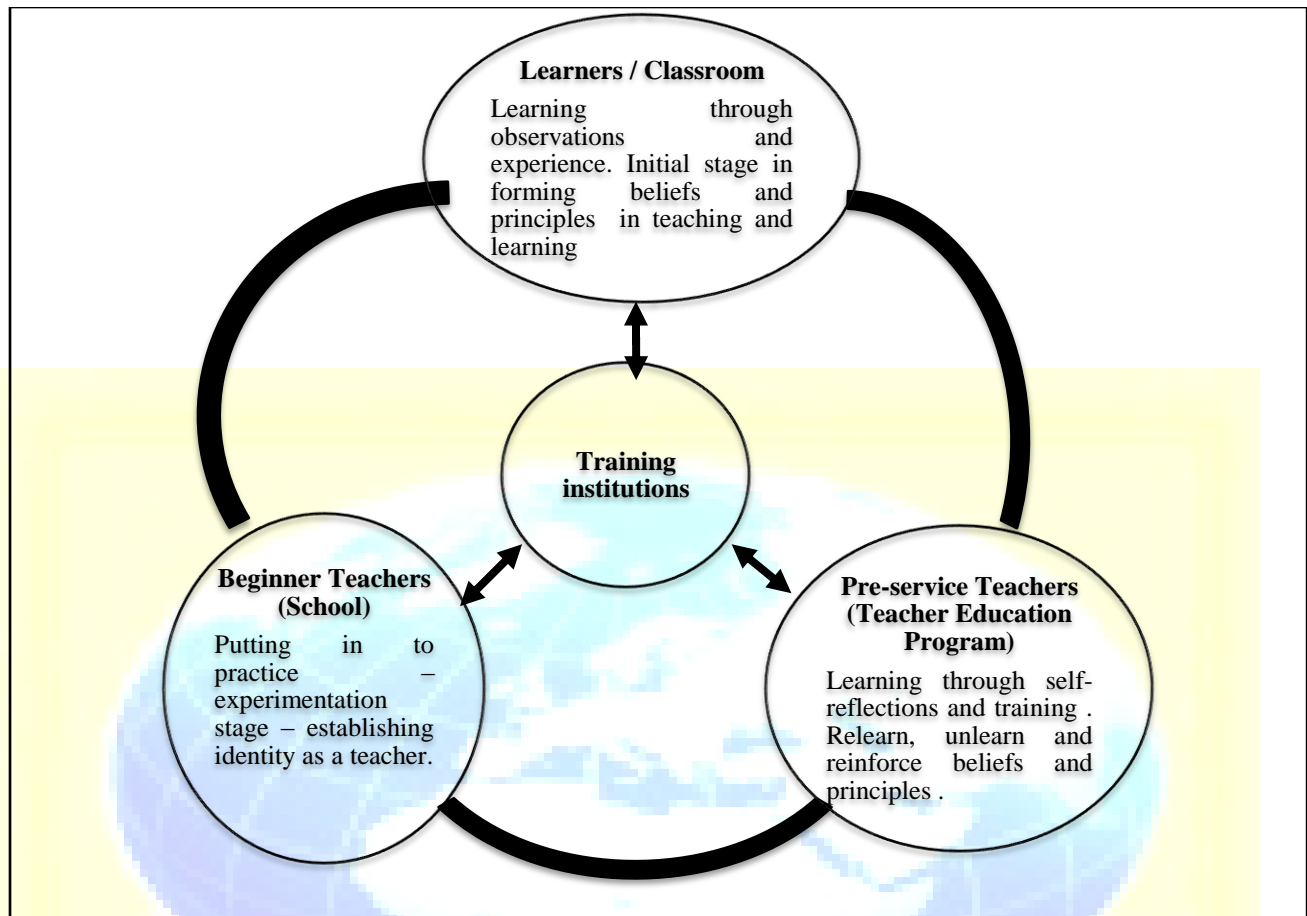 Learners / Classroom
Learning through
observations and
experience. Initial stage in
forming beliefs and
principles in teaching and
learning
Training
institutions
Beginner Teachers
(School)
Putting in to
practice –
experimentation
stage – establishing
identity as a teacher.
Pre-service Teachers
(Teacher Education
Program)
Learning through self-
reflections and training .
Relearn, unlearn and
reinforce beliefs and
principles .